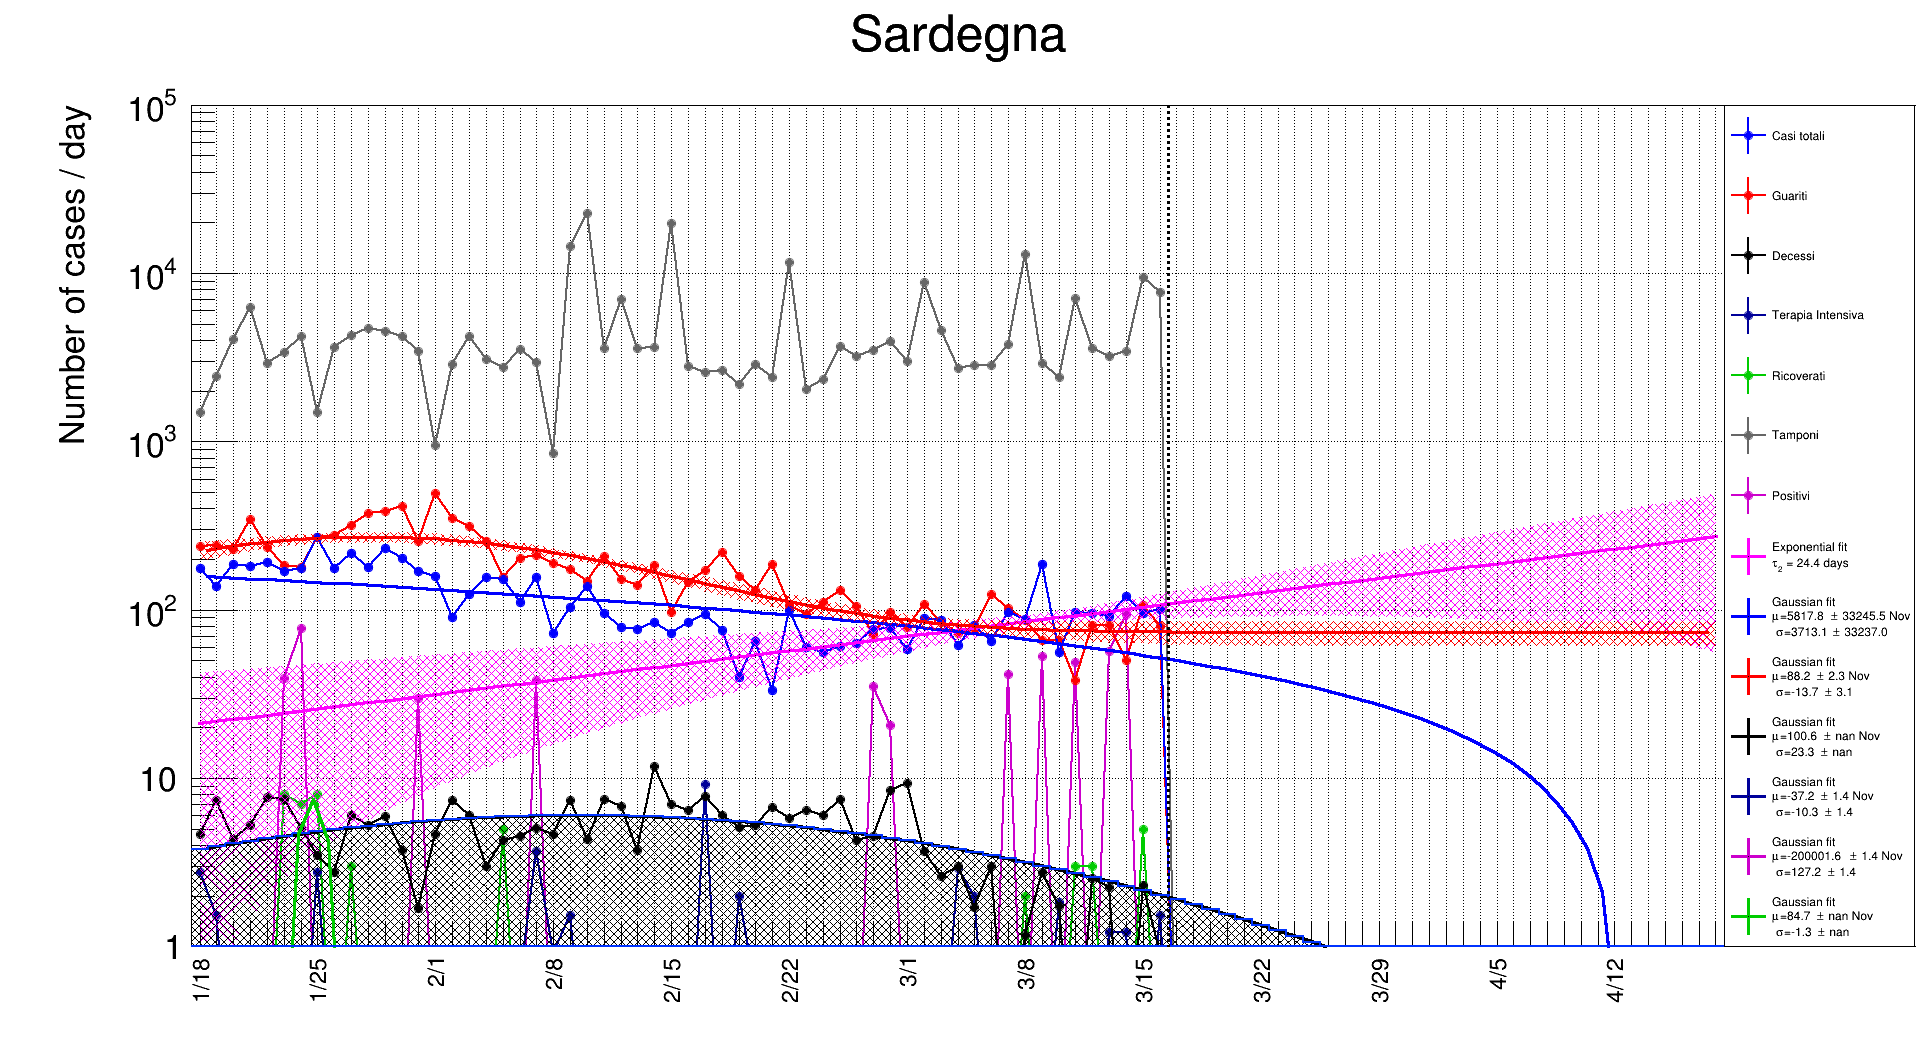 Sardegna
Number of cases / day
10^5
10^4
10^3
10^2
10
1
1/18
1/25
2/1
2/8
2/15
2/22
3/1
3/8
3/15
3/22
3/29
4/5
4/12
Casi totali
Guariti
Decessi
Terapia Intensiva
Ricoverati
Tamponi
Positivi
Exponential fit
τ₂ = 24.4 days
Gaussian fit
μ=5817.8 ± 33245.5 Nov
σ=3713.1 ± 33237.0
Gaussian fit
μ=88.2 ± 2.3 Nov
σ=-13.7 ± 3.1
Gaussian fit
μ=100.6 ± nan Nov
σ=23.3 ± nan
Gaussian fit
μ=-37.2 ± 1.4 Nov
σ=-10.3 ± 1.4
Gaussian fit
μ=-200001.6 ± 1.4 Nov
σ=127.2 ± 1.4
Gaussian fit
μ=84.7 ± nan Nov
σ=-1.3 ± nan